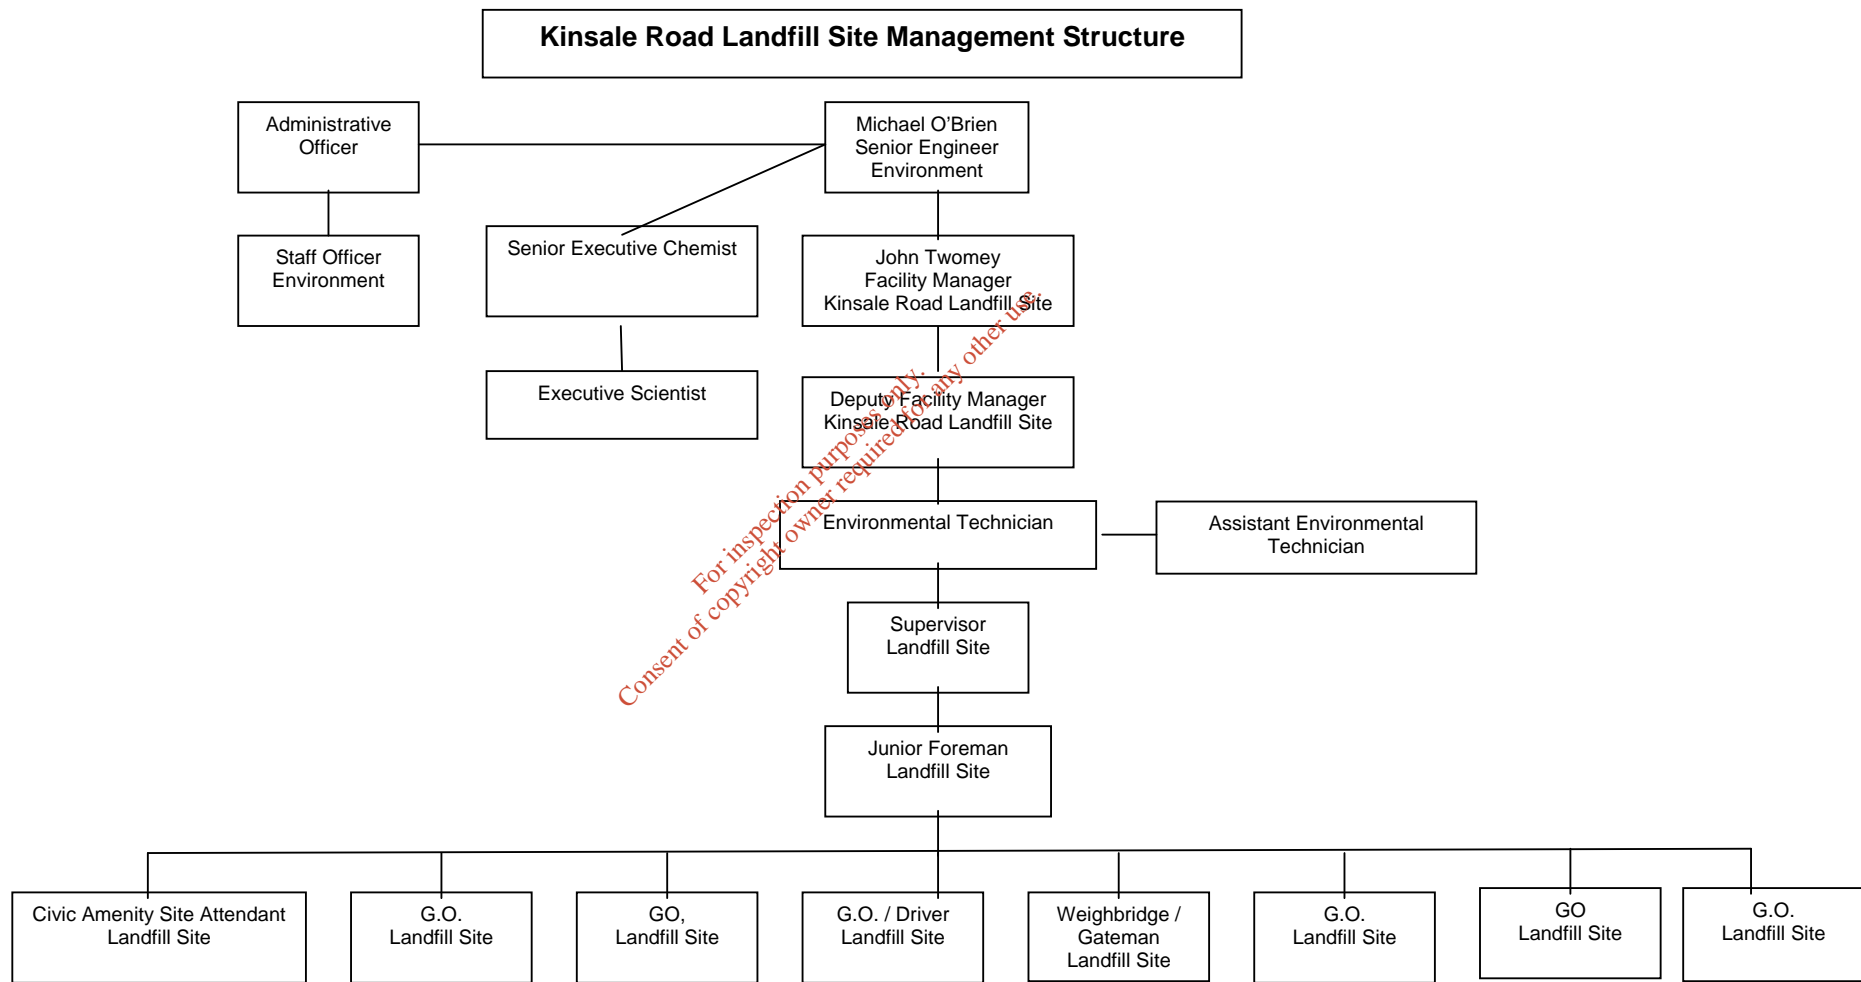 Kinsale Road Landfill Site Management Structure
Administrative
Officer
Michael O'Brien
Senior Engineer
Environment
Staff Officer
Environment
Senior Executive Chemist
John Twomey
Facility Manager
Kinsale Road Landfill Site
Executive Scientist
Deputy Facility Manager
Kinsale Road Landfill Site
Environmental Technician
Assistant Environmental
Technician
Supervisor
Landfill Site
Junior Foreman
Landfill Site
Civic Amenity Site Attendant
Landfill Site
G.O.
Landfill Site
GO,
Landfill Site
G.O. / Driver
Landfill Site
Weighbridge /
Gateman
Landfill Site
G.O.
Landfill Site
GO
Landfill Site
G.O.
Landfill Site
For inspection purposes only.
Consent of copyright owner required for any other use.